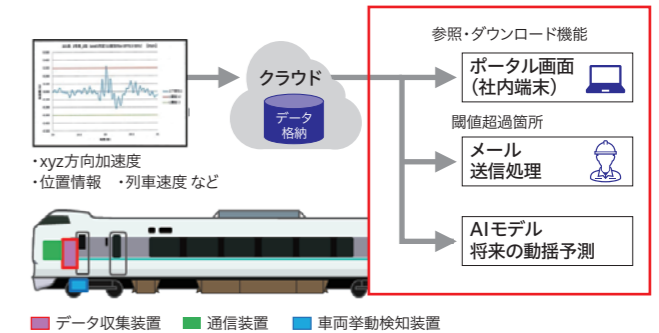 参照・ダウンロード機能
ポータル画面
（社内端末）
クラウド
データ
格納
閾値超過箇所
メール
送信処理
・xyz方向加速度
・位置情報　・列車速度 など
AIモデル
将来の動揺予測
データ収集装置　通信装置　車両挙動検知装置